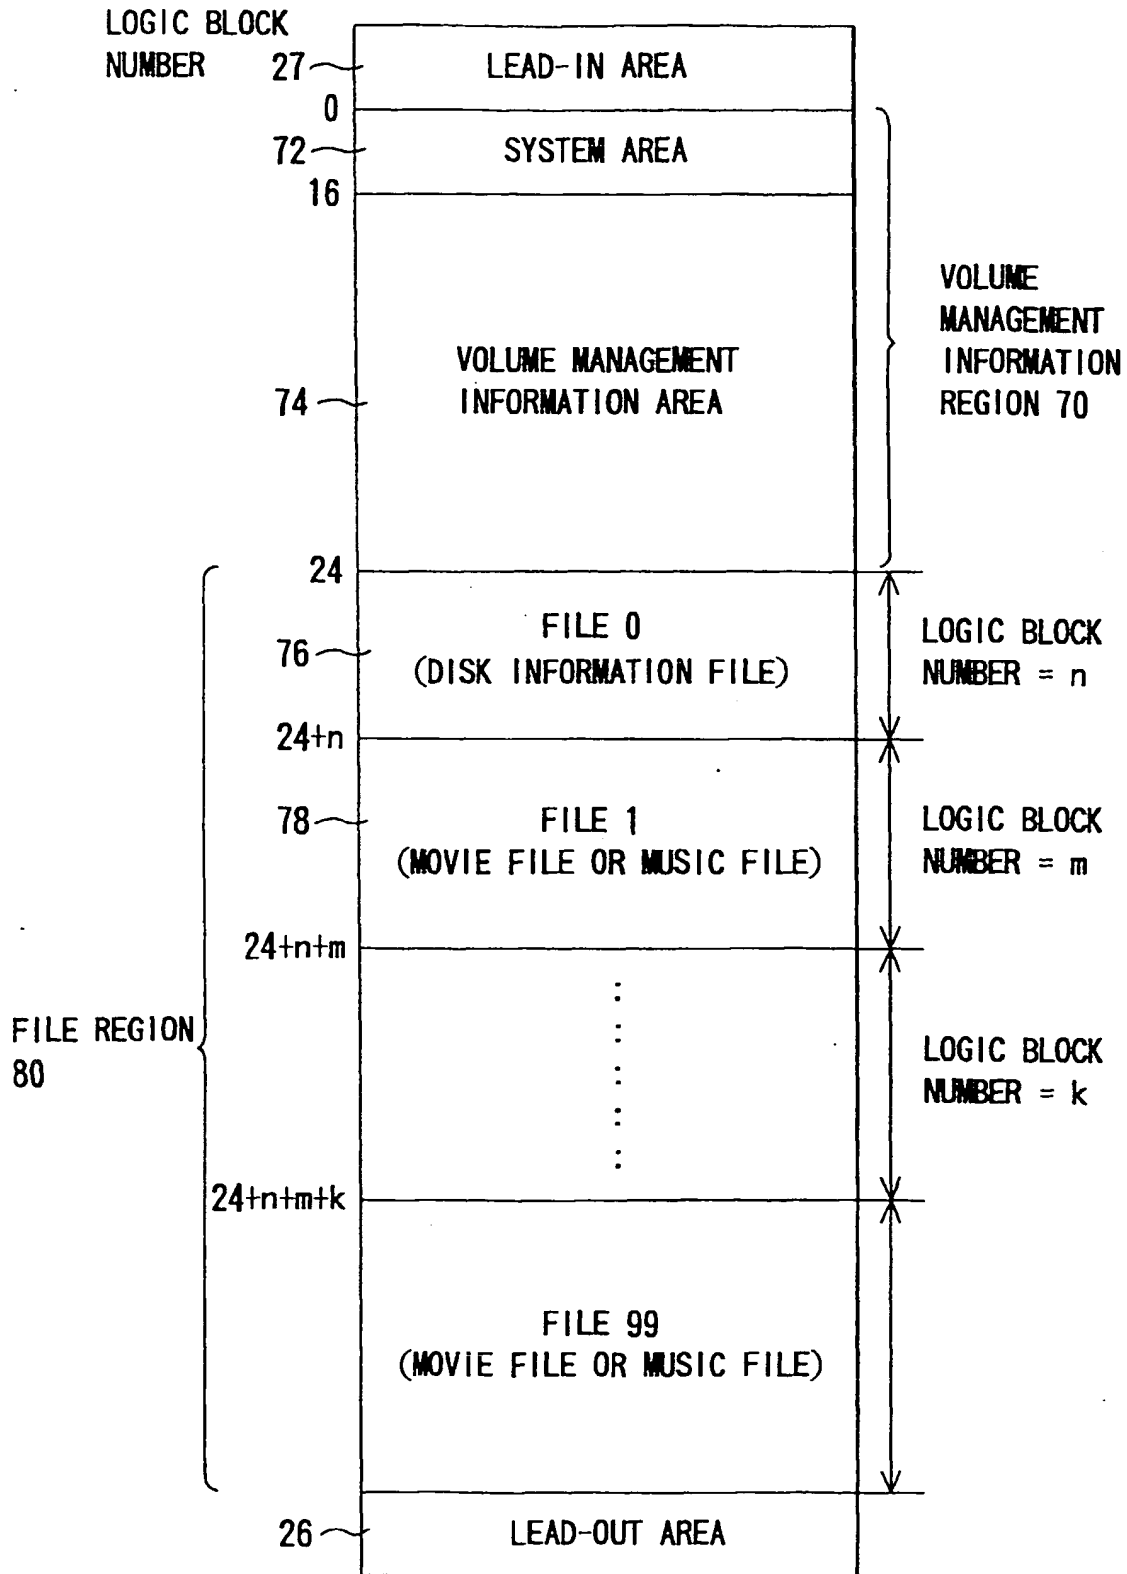 LOGIC BLOCK
NUMBER
27
LEAD-IN AREA
0
72
SYSTEM AREA
16
VOLUME
MANAGEMENT
INFORMATION
REGION 70
74
VOLUME MANAGEMENT
INFORMATION AREA
24
76
FILE 0
(DISK INFORMATION FILE)
LOGIC BLOCK
NUMBER = n
24+n
78
FILE 1
(MOVIE FILE OR MUSIC FILE)
LOGIC BLOCK
NUMBER = m
24+n+m
FILE REGION
80
LOGIC BLOCK
NUMBER = k
24+n+m+k
FILE 99
(MOVIE FILE OR MUSIC FILE)
26
LEAD-OUT AREA